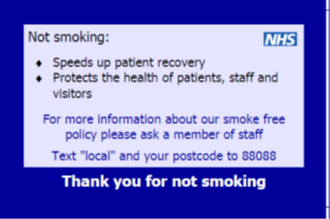 Not smoking:
NHS
♦ Speeds up patient recovery
♦ Protects the health of patients, staff and
visitors
For more information about our smoke free
policy please ask a member of staff
Text "local" and your postcode to 88088
Thank you for not smoking